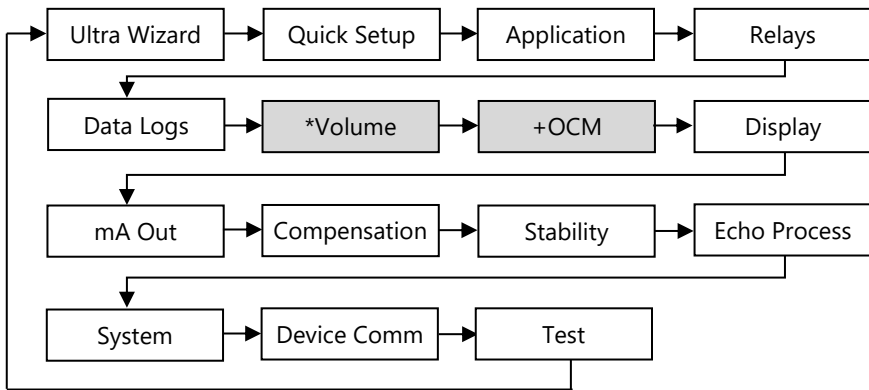 Ultra Wizard
Quick Setup
Application
Relays
Data Logs
*Volume
+OCM
Display
mA Out
Compensation
Stability
Echo Process
System
Device Comm
Test